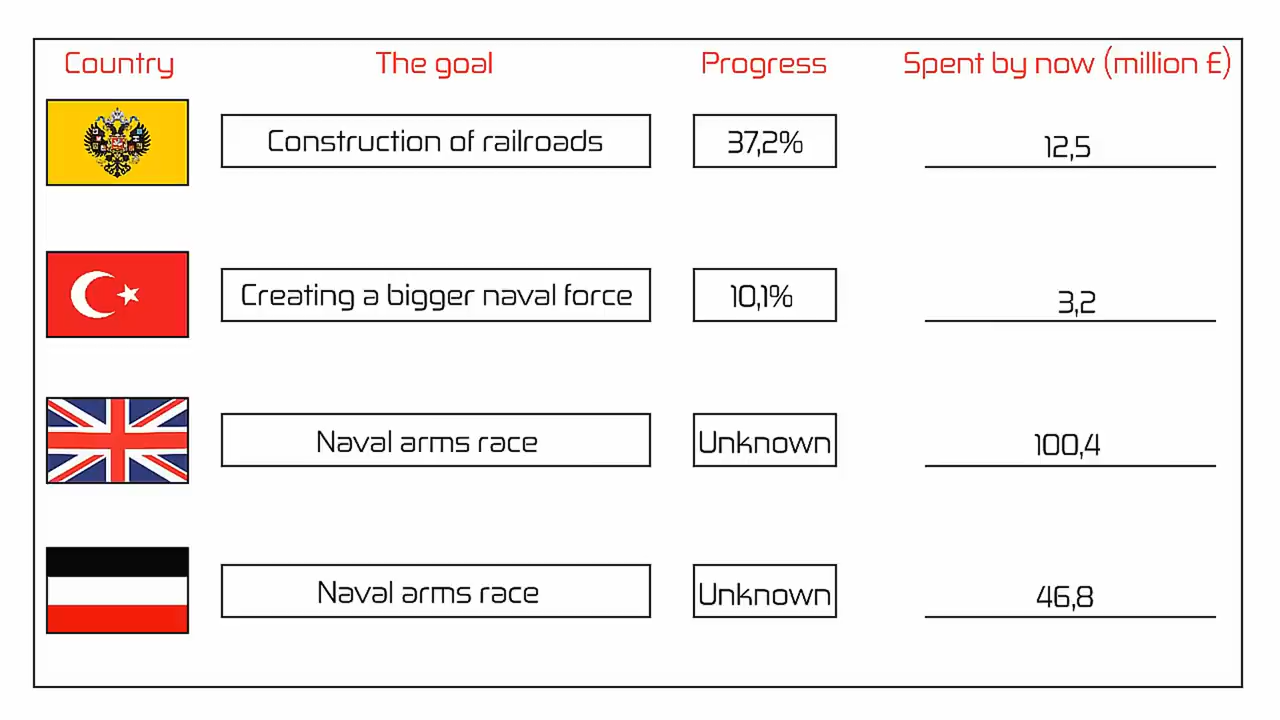 Country The goal Progress Spent by now (million £)
Construction of railroads 37,2% 12,5
Creating a bigger naval force 10,1% 3,2
Naval arms race Unknown 100,4
Naval arms race Unknown 46,8